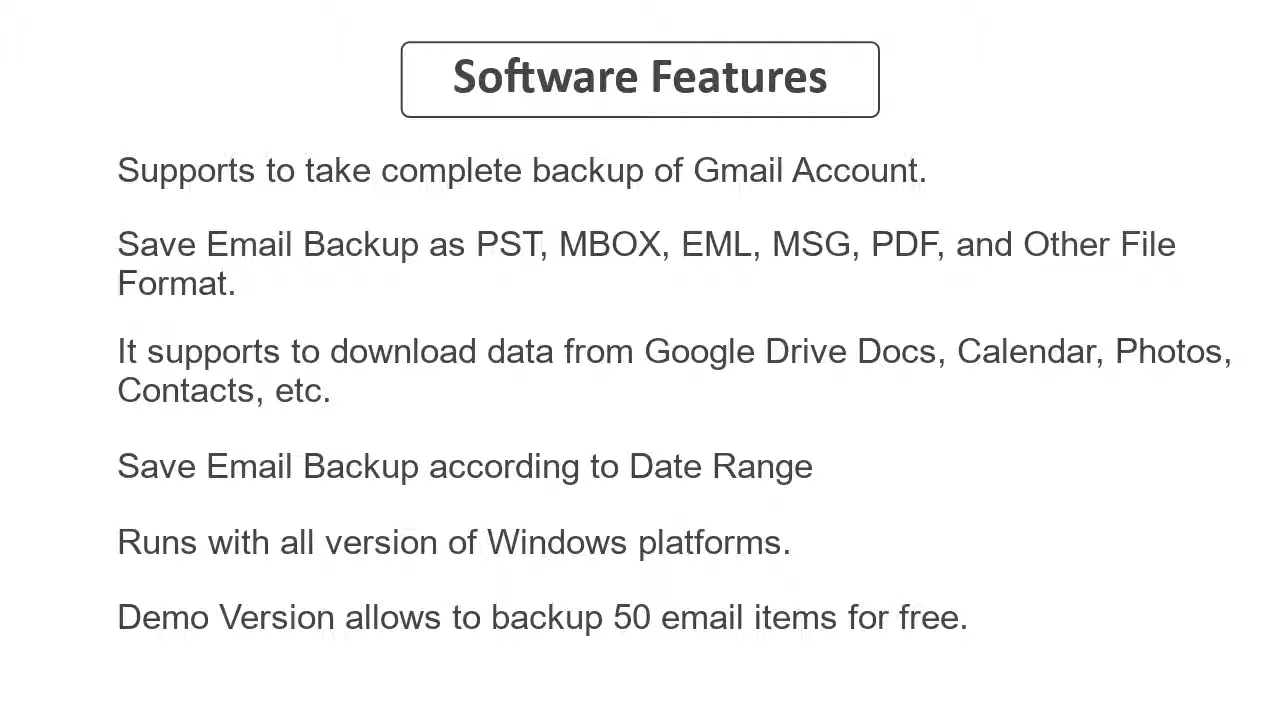 Software Features
Supports to take complete backup of Gmail Account.
Save Email Backup as PST, MBOX, EML, MSG, PDF, and Other File
Format.
It supports to download data from Google Drive Docs, Calendar, Photos,
Contacts, etc.
Save Email Backup according to Date Range
Runs with all version of Windows platforms.
Demo Version allows to backup 50 email items for free.